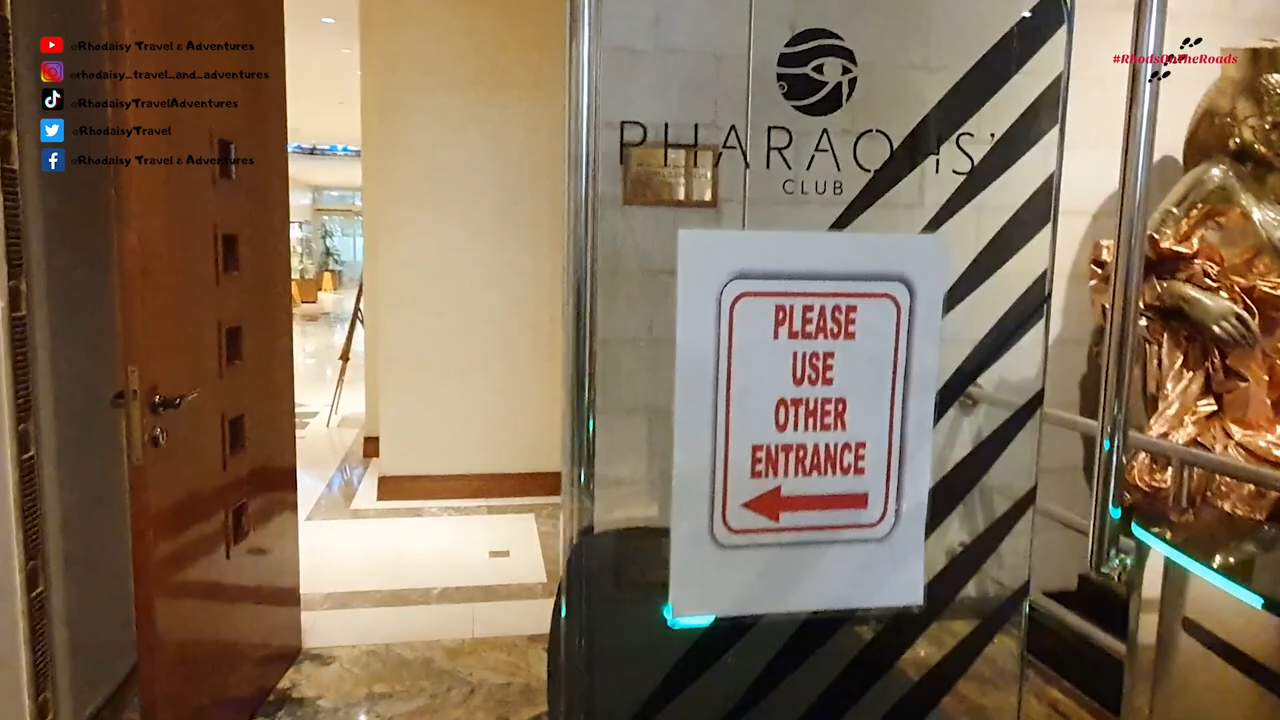 @Rhodaisy Travel & Adventures
@rhodaisy_travel_and_adventures
@RhodaisyTravelAdventures
@RhodaisyTravel
@Rhodaisy Travel & Adventures
#RhodsOnTheRoads
PHARAOHS'
CLUB
PLEASE
USE
OTHER
ENTRANCE